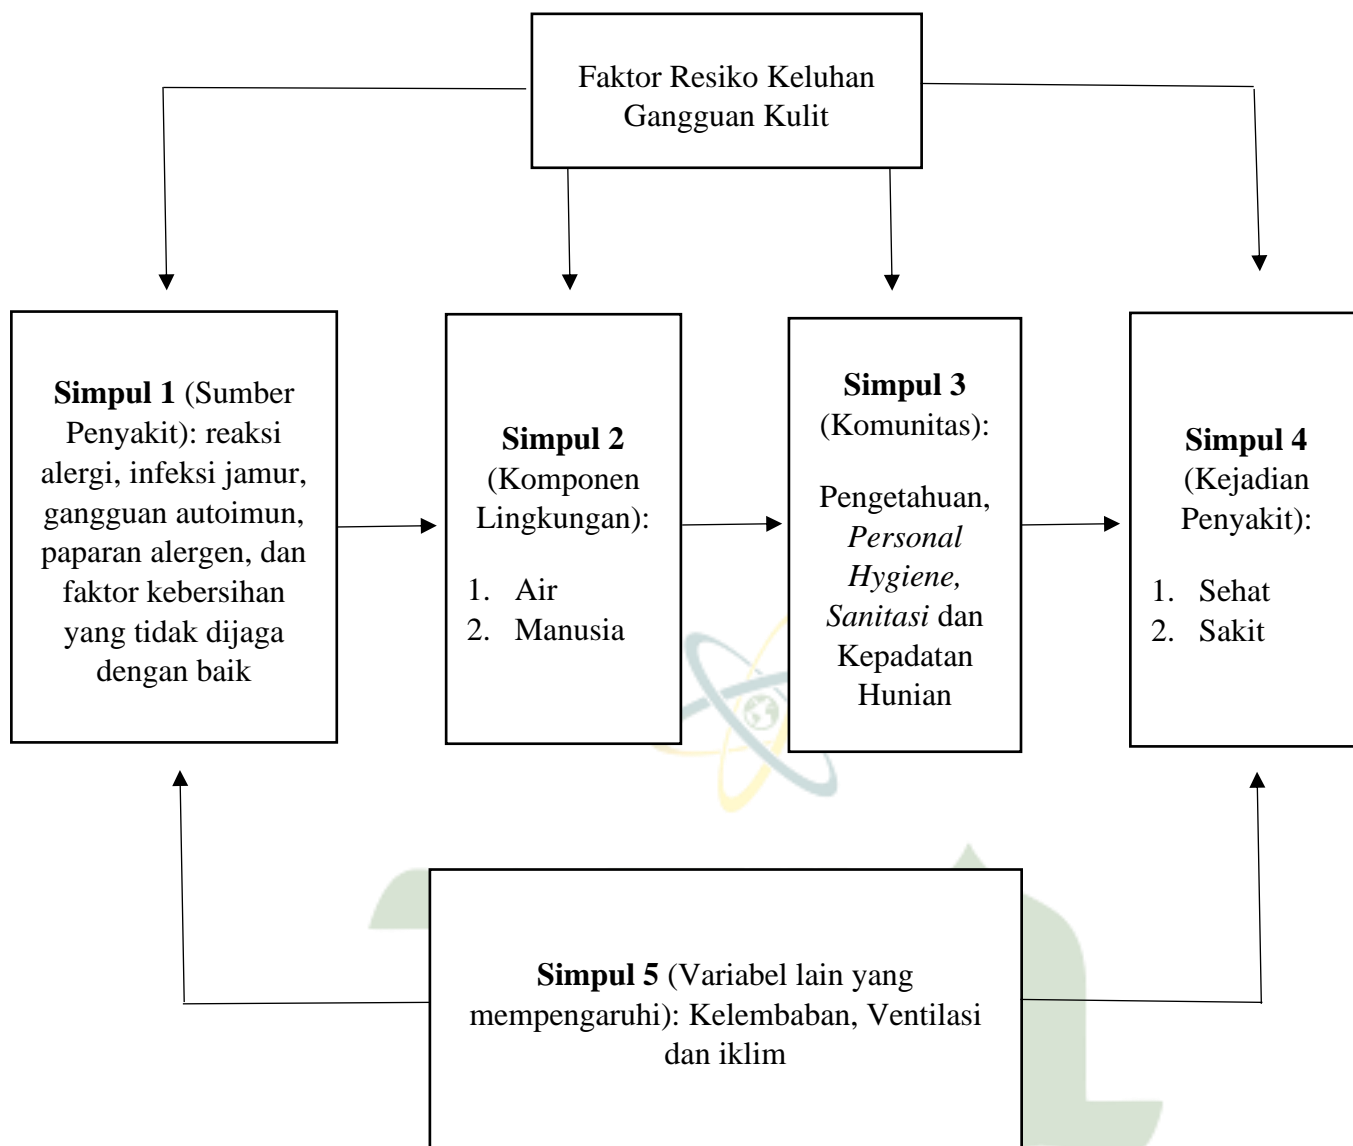 Faktor Resiko Keluhan
Gangguan Kulit
Simpul 1 (Sumber
Penyakit): reaksi
alergi, infeksi jamur,
gangguan autoimun,
paparan alergen, dan
faktor kebersihan
yang tidak dijaga
dengan baik
Simpul 2
(Komponen
Lingkungan):
1. Air
2. Manusia
Simpul 3
(Komunitas):
Pengetahuan,
Personal
Hygiene,
Sanitasi dan
Kepadatan
Hunian
Simpul 4
(Kejadian
Penyakit):
1. Sehat
2. Sakit
Simpul 5 (Variabel lain yang
mempengaruhi): Kelembaban, Ventilasi
dan iklim